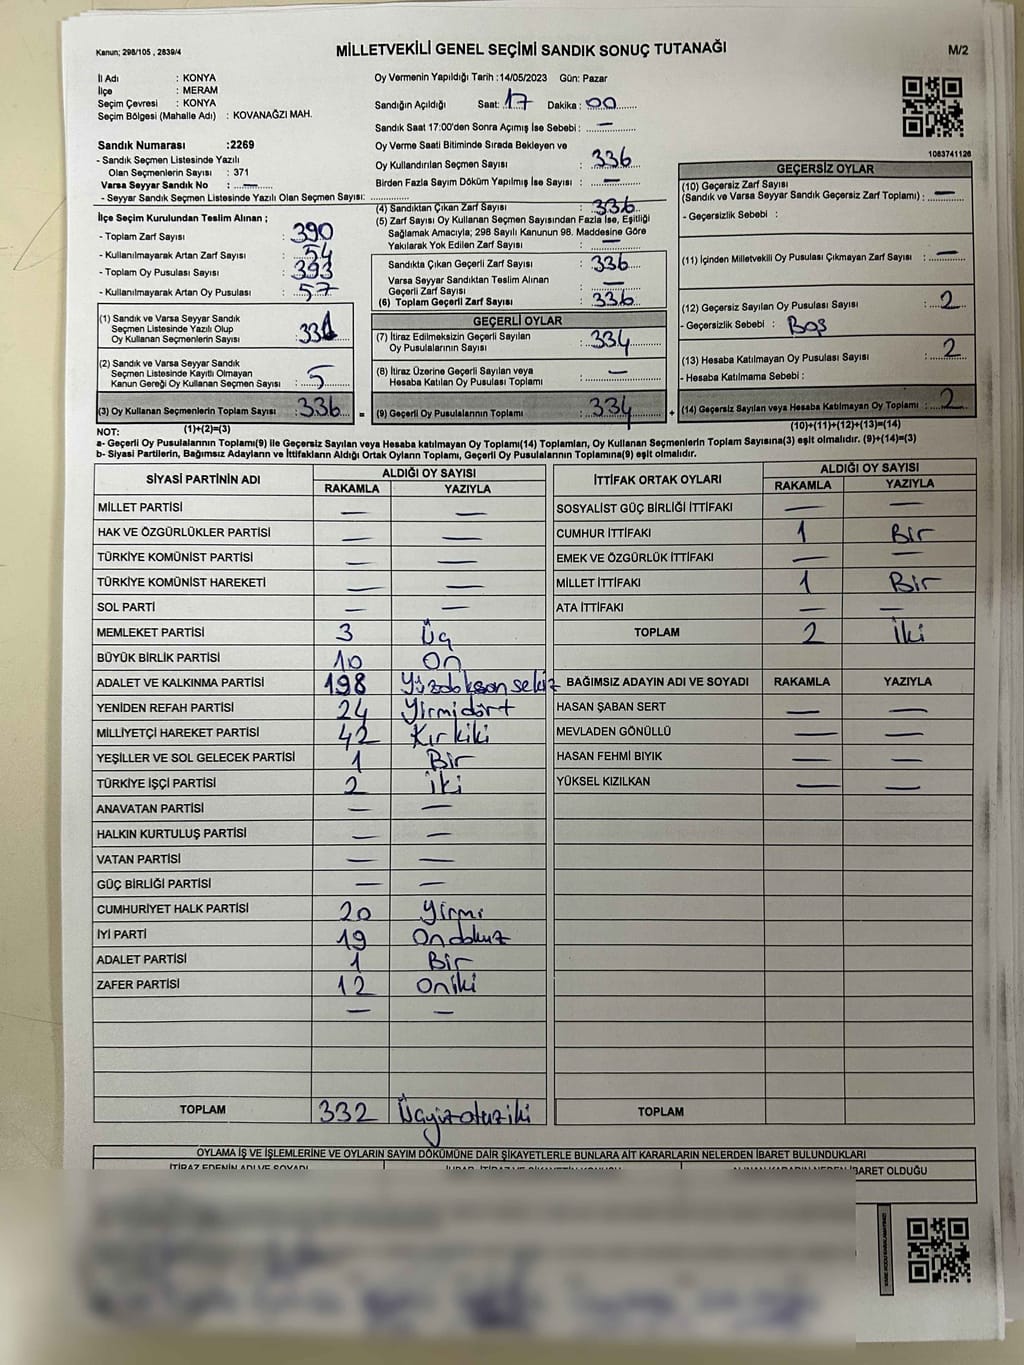 Kanun; 298/105 , 2839/4
MİLLETVEKİLİ GENEL SEÇİMİ SANDIK SONUÇ TUTANAĞI
M/2
İl Adı : KONYA
İlçe : MERAM
Seçim Çevresi : KONYA
Seçim Bölgesi (Mahalle Adı) : KOVANAĞZI MAH.
Oy Vermenin Yapıldığı Tarih :14/05/2023 Gün: Pazar
Sandığın Açıldığı Saat: 17 Dakika: 00
Sandık Saat 17:00'den Sonra Açımış İse Sebebi : —
Sandık Numarası :2269
- Sandık Seçmen Listesinde Yazılı
Olan Seçmenlerin Sayısı : 371
Varsa Seyyar Sandık No : —
- Seyyar Sandık Seçmen Listesinde Yazılı Olan Seçmen Sayısı:
Oy Verme Saati Bitiminde Sırada Bekleyen ve
Oy Kullandırılan Seçmen Sayısı : 336
Birden Fazla Sayım Döküm Yapılmış İse Sayısı : —
1083741126
İlçe Seçim Kurulundan Teslim Alınan ;
- Toplam Zarf Sayısı : 390
- Kullanılmayarak Artan Zarf Sayısı : 54
- Toplam Oy Pusulası Sayısı : 393
- Kullanılmayarak Artan Oy Pusulası : 57
(1) Sandık ve Varsa Seyyar Sandık
Seçmen Listesinde Yazılı Olup
Oy Kullanan Seçmenlerin Sayısı : 331
(2) Sandık ve Varsa Seyyar Sandık
Seçmen Listesinde Kayıtlı Olmayan
Kanun Gereği Oy Kullanan Seçmen Sayısı : 5
(3) Oy Kullanan Seçmenlerin Toplam Sayısı : 336 =
(1)+(2)=(3)
(4) Sandıktan Çıkan Zarf Sayısı : 336
(5) Zarf Sayısı Oy Kullanan Seçmen Sayısından Fazla İse, Eşitliği
Sağlamak Amacıyla; 298 Sayılı Kanunun 98. Maddesine Göre
Yakılarak Yok Edilen Zarf Sayısı : —
Sandıkta Çıkan Geçerli Zarf Sayısı : 336
Varsa Seyyar Sandıktan Teslim Alınan
Geçerli Zarf Sayısı : —
(6) Toplam Geçerli Zarf Sayısı : 336
GEÇERLİ OYLAR
(7) İtiraz Edilmeksizin Geçerli Sayılan
Oy Pusulalarının Sayısı : 334
(8) İtiraz Üzerine Geçerli Sayılan veya
Hesaba Katılan Oy Pusulası Toplamı : —
(9) Geçerli Oy Pusulalarının Toplamı : 334 +
GEÇERSİZ OYLAR
(10) Geçersiz Zarf Sayısı
(Sandık ve Varsa Seyyar Sandık Geçersiz Zarf Toplamı) : —
- Geçersizlik Sebebi :
(11) İçinden Milletvekili Oy Pusulası Çıkmayan Zarf Sayısı : —
(12) Geçersiz Sayılan Oy Pusulası Sayısı : 2
- Geçersizlik Sebebi : Boş
(13) Hesaba Katılmayan Oy Pusulası Sayısı : 2
- Hesaba Katılmama Sebebi :
(14) Geçersiz Sayılan veya Hesaba Katılmayan Oy Toplamı : 2
(10)+(11)+(12)+(13)=(14)
NOT:
a- Geçerli Oy Pusulalarının Toplamı(9) ile Geçersiz Sayılan veya Hesaba katılmayan Oy Toplamı(14) Toplamları, Oy Kullanan Seçmenlerin Toplam Sayısına(3) eşit olmalıdır. (9)+(14)=(3)
b- Siyasi Partilerin, Bağımsız Adayların ve İttifakların Aldığı Ortak Oyların Toplamı, Geçerli Oy Pusulalarının Toplamına(9) eşit olmalıdır.
SİYASİ PARTİNİN ADI ALDIĞI OY SAYISI
RAKAMLA YAZIYLA
MİLLET PARTİSİ — —
HAK VE ÖZGÜRLÜKLER PARTİSİ — —
TÜRKİYE KOMÜNİST PARTİSİ — —
TÜRKİYE KOMÜNİST HAREKETİ — —
SOL PARTİ — —
MEMLEKET PARTİSİ 3 Üç
BÜYÜK BİRLİK PARTİSİ 10 On
ADALET VE KALKINMA PARTİSİ 198 Yüzdoksansekiz
YENİDEN REFAH PARTİSİ 24 Yirmidört
MİLLİYETÇİ HAREKET PARTİSİ 42 Kırkiki
YEŞİLLER VE SOL GELECEK PARTİSİ 1 Bir
TÜRKİYE İŞÇİ PARTİSİ 2 İki
ANAVATAN PARTİSİ — —
HALKIN KURTULUŞ PARTİSİ — —
VATAN PARTİSİ — —
GÜÇ BİRLİĞİ PARTİSİ — —
CUMHURİYET HALK PARTİSİ 20 Yirmi
İYİ PARTİ 19 Ondokuz
ADALET PARTİSİ 1 Bir
ZAFER PARTİSİ 12 Oniki
— —
TOPLAM 332 Üçyüzotuziki
İTTİFAK ORTAK OYLARI ALDIĞI OY SAYISI
RAKAMLA YAZIYLA
SOSYALİST GÜÇ BİRLİĞİ İTTİFAKI — —
CUMHUR İTTİFAKI 1 Bir
EMEK VE ÖZGÜRLÜK İTTİFAKI — —
MİLLET İTTİFAKI 1 Bir
ATA İTTİFAKI — —
TOPLAM 2 İki
BAĞIMSIZ ADAYIN ADI VE SOYADI RAKAMLA YAZIYLA
HASAN ŞABAN SERT — —
MEVLADEN GÖNÜLLÜ — —
HASAN FEHMİ BIYIK — —
YÜKSEL KIZILKAN — —
TOPLAM
OYLAMA İŞ VE İŞLEMLERİNE VE OYLARIN SAYIM DÖKÜMÜNE DAİR ŞİKAYETLERLE BUNLARA AİT KARARLARIN NELERDEN İBARET BULUNDUKLARI
İTİRAZ EDENİN ADI VE SOYADI
İBARET OLDUĞU